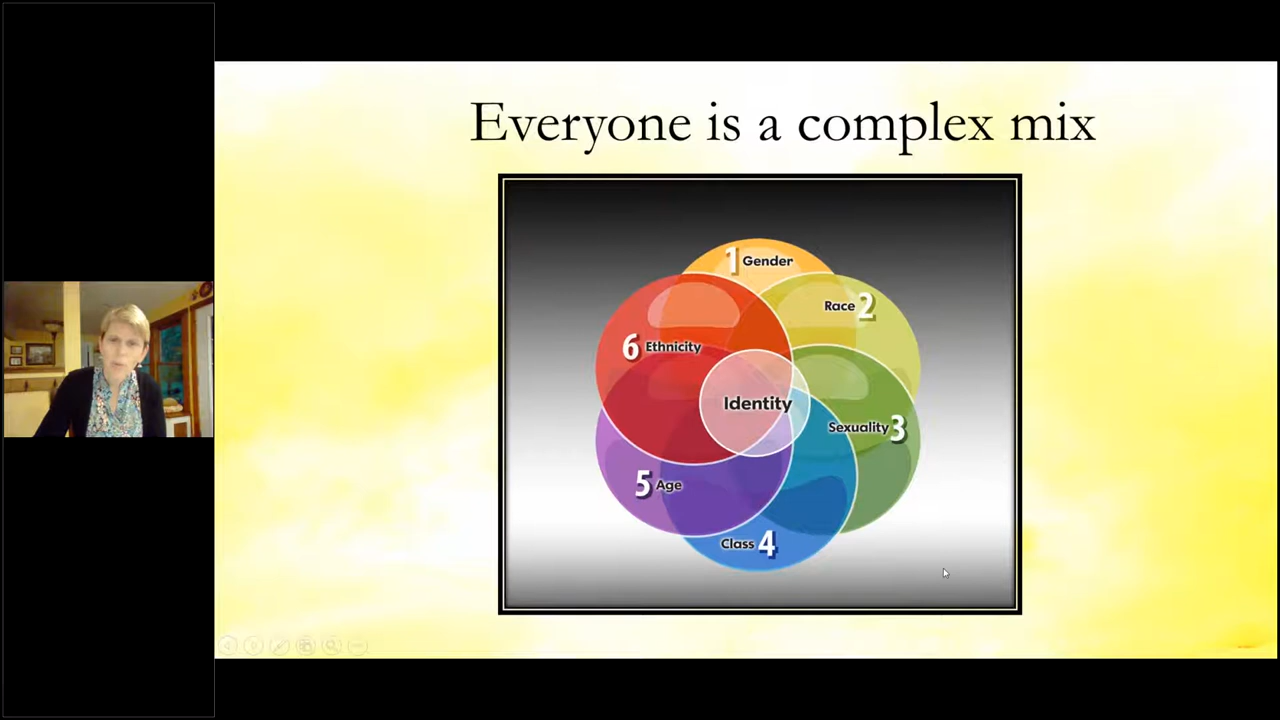 Everyone is a complex mix
1 Gender
Race 2
6 Ethnicity
Identity
Sexuality 3
5 Age
Class 4